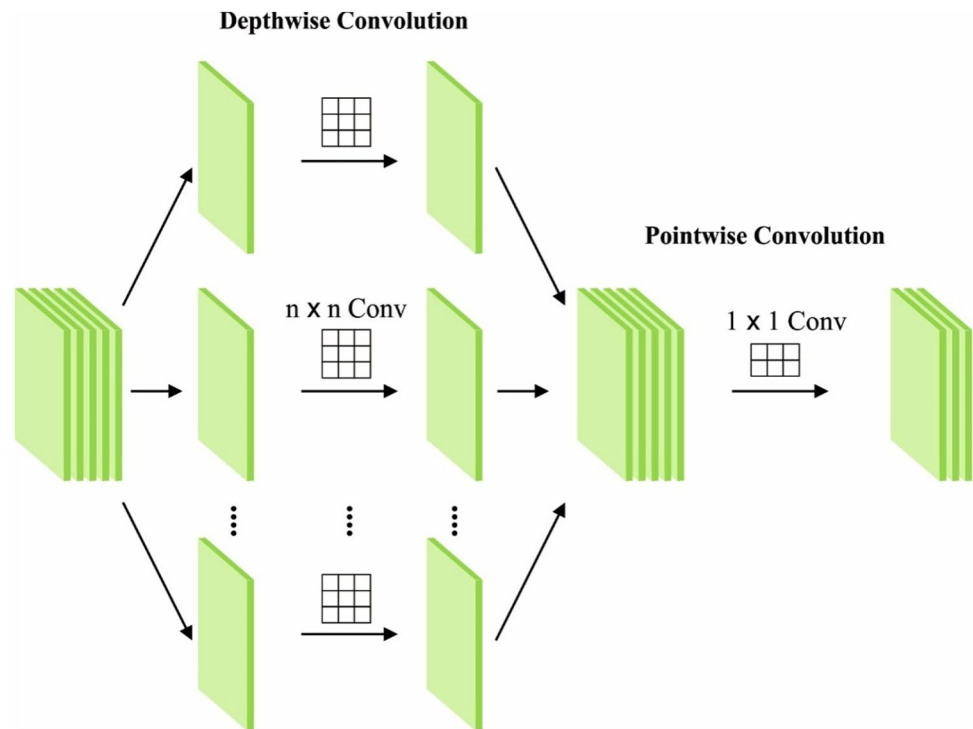 Depthwise Convolution
Pointwise Convolution
n x n Conv
1 x 1 Conv